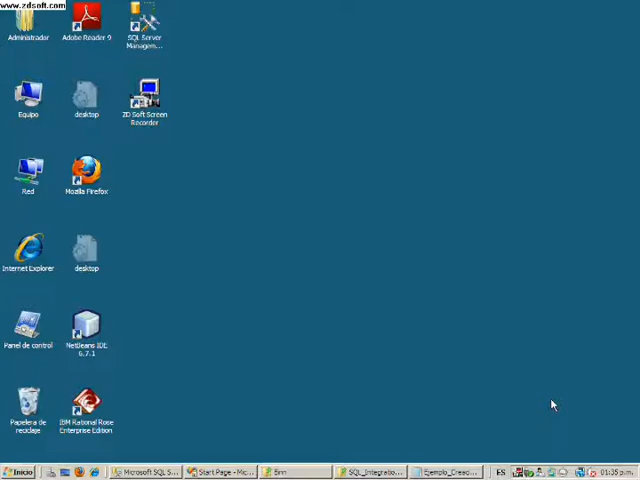 www.zdsoft.com
Administrador
Adobe Reader 9
SQL Server
Managem...
Equipo
desktop
ZD Soft Screen
Recorder
Red
Mozilla Firefox
Internet Explorer
desktop
Panel de control
NetBeans IDE
6.7.1
Papelera de
reciclaje
IBM Rational Rose
Enterprise Edition
Inicio
Microsoft SQL S...
Start Page - Mic...
SQL_Integratio...
Ejemplo_Creac...
ES
01:35 p.m.